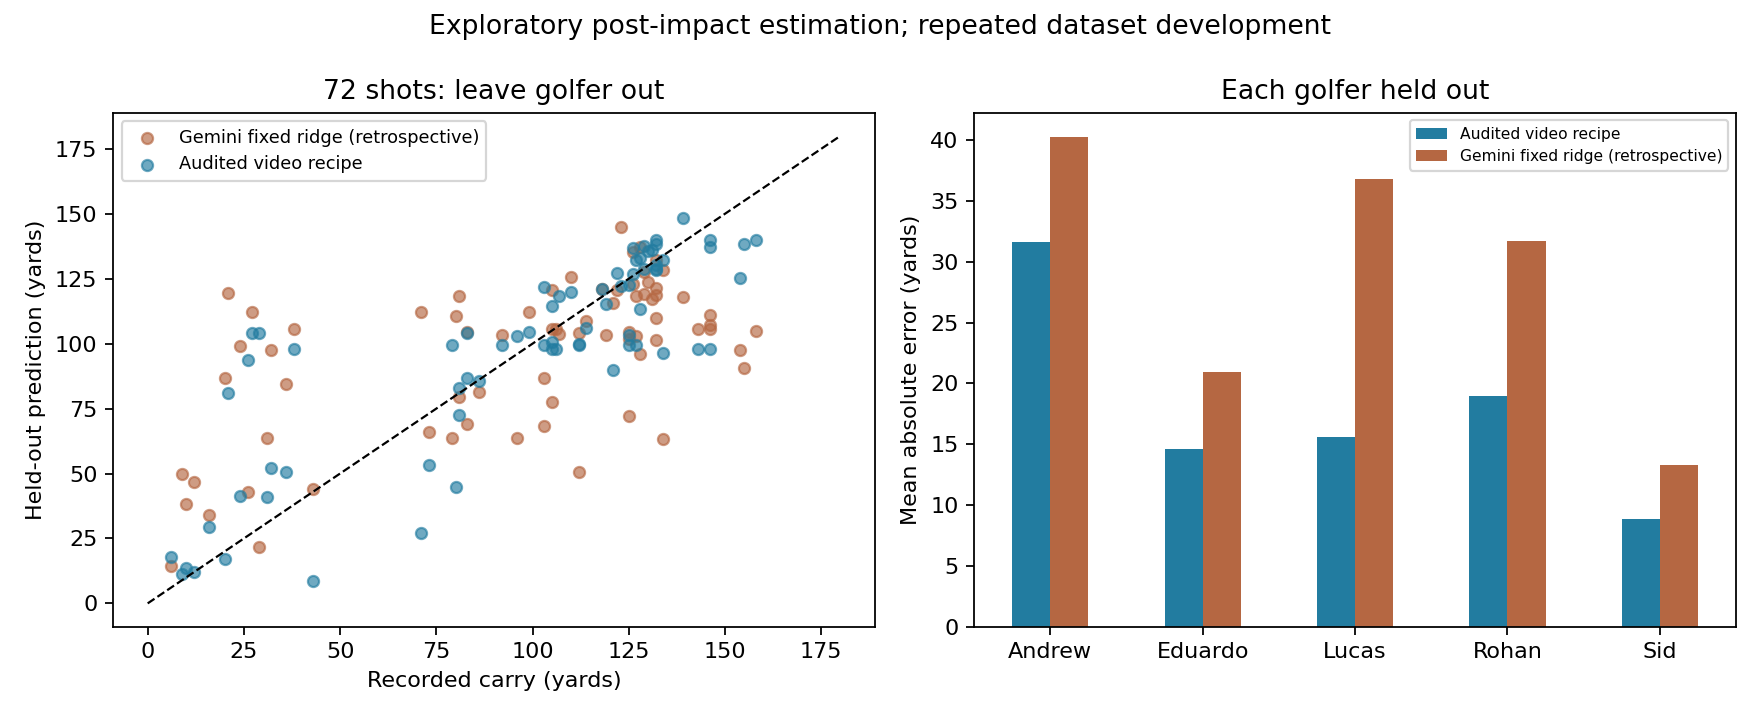 Exploratory post-impact estimation; repeated dataset development
72 shots: leave golfer out
Gemini fixed ridge (retrospective)
Audited video recipe
Held-out prediction (yards)
175
150
125
100
75
50
25
0
0 25 50 75 100 125 150 175
Recorded carry (yards)
Each golfer held out
Audited video recipe
Gemini fixed ridge (retrospective)
Mean absolute error (yards)
40
35
30
25
20
15
10
5
0
Andrew Eduardo Lucas Rohan Sid